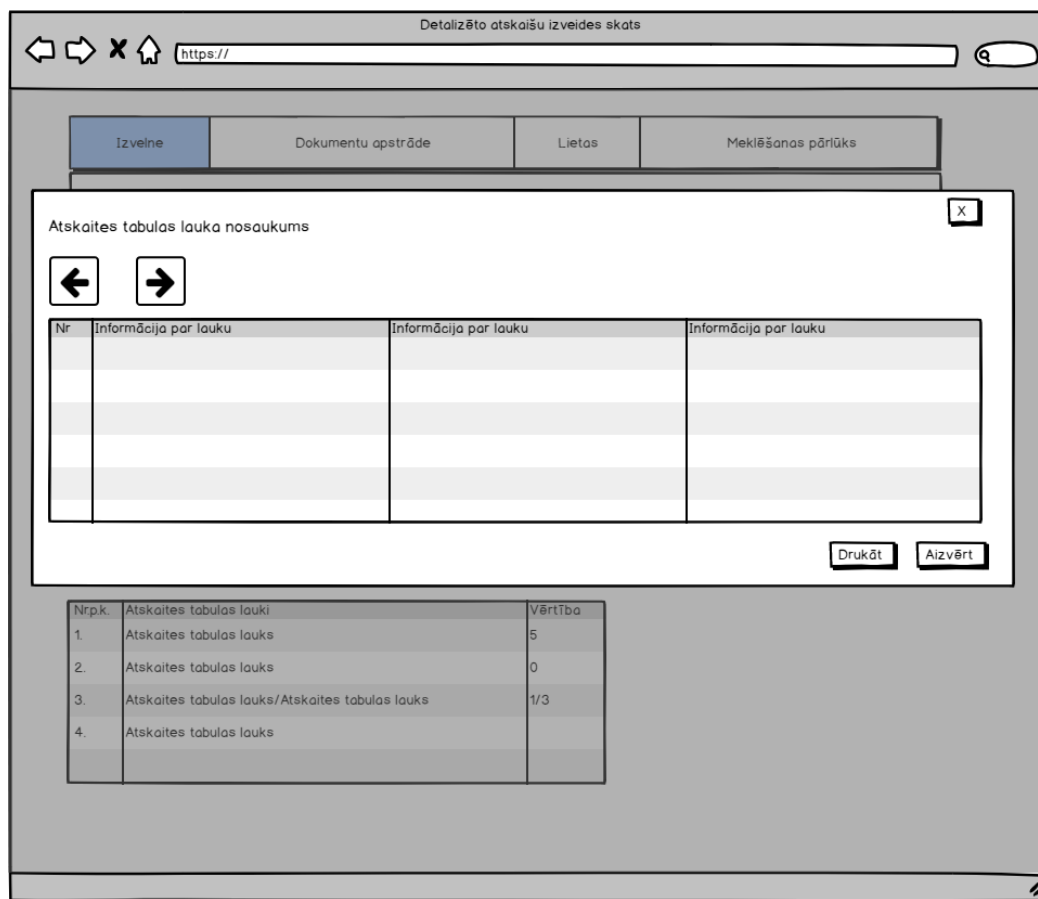 Detalizēto atskaišu izveides skats
https://
Izvelne Dokumentu apstrāde Lietas Meklēšanas pārlūks
X
Atskaites tabulas lauka nosaukums
Nr Informācija par lauku Informācija par lauku Informācija par lauku
Drukāt Aizvērt
Nr.p.k. Atskaites tabulas lauki Vērtība
1. Atskaites tabulas lauks 5
2. Atskaites tabulas lauks 0
3. Atskaites tabulas lauks/Atskaites tabulas lauks 1/3
4. Atskaites tabulas lauks